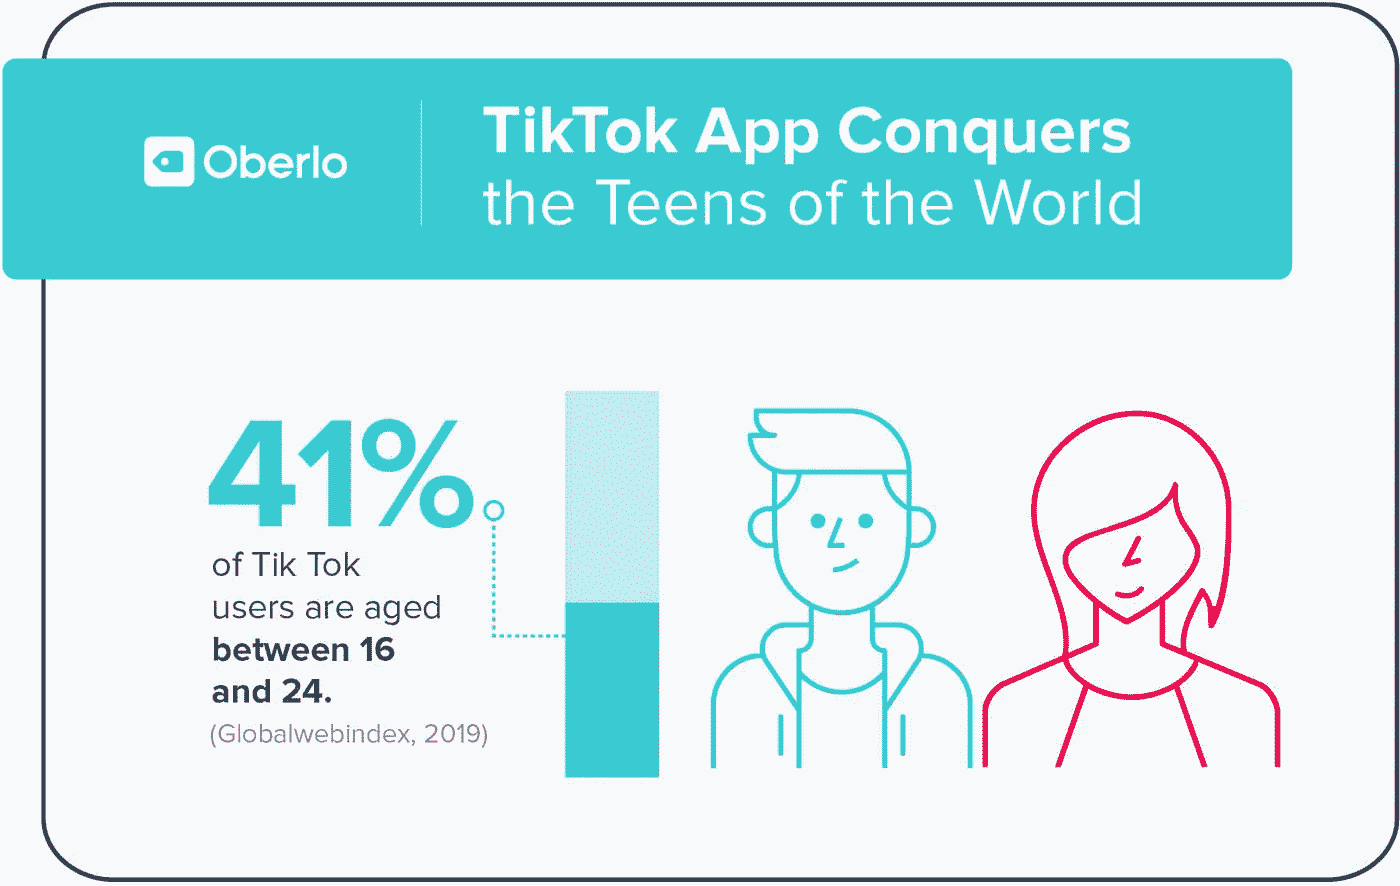 Oberlo
TikTok App Conquers
the Teens of the World
41%
of Tik Tok
users are aged
between 16
and 24.
(Globalwebindex, 2019)